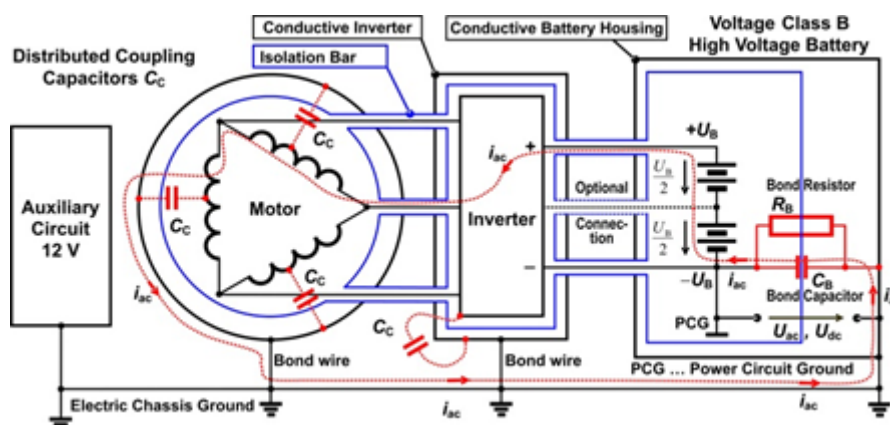 Conductive Inverter
Conductive Battery Housing
Voltage Class B
High Voltage Battery
Distributed Coupling
Capacitors CC
Isolation Bar
CC
+UB
+
iac
UB
2
Optional
Bond Resistor
RB
Auxiliary
Circuit
12 V
CC
Motor
Inverter
Connec-
tion
UB
2
CC
−
−UB
iac
CB
iac
Bond Capacitor
CC
PCG
Uac , Udc
Bond wire
Bond wire
PCG ... Power Circuit Ground
Electric Chassis Ground
iac
iac